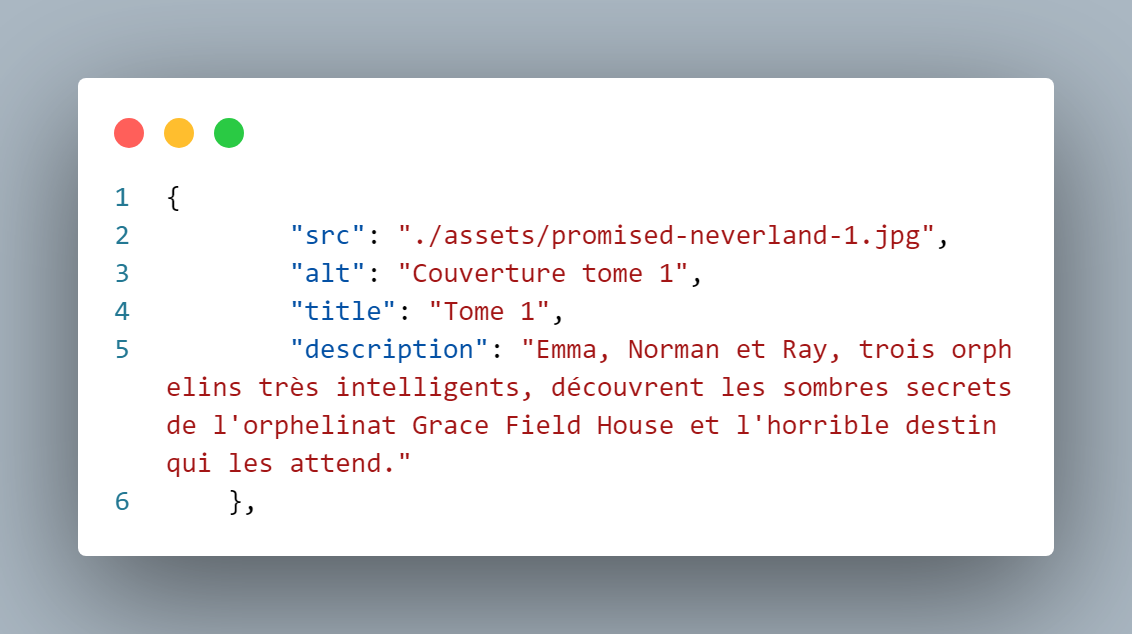 1 {
2 "src": "./assets/promised-neverland-1.jpg",
3 "alt": "Couverture tome 1",
4 "title": "Tome 1",
5 "description": "Emma, Norman et Ray, trois orph
elins très intelligents, découvrent les sombres secrets
de l'orphelinat Grace Field House et l'horrible destin
qui les attend."
6 },